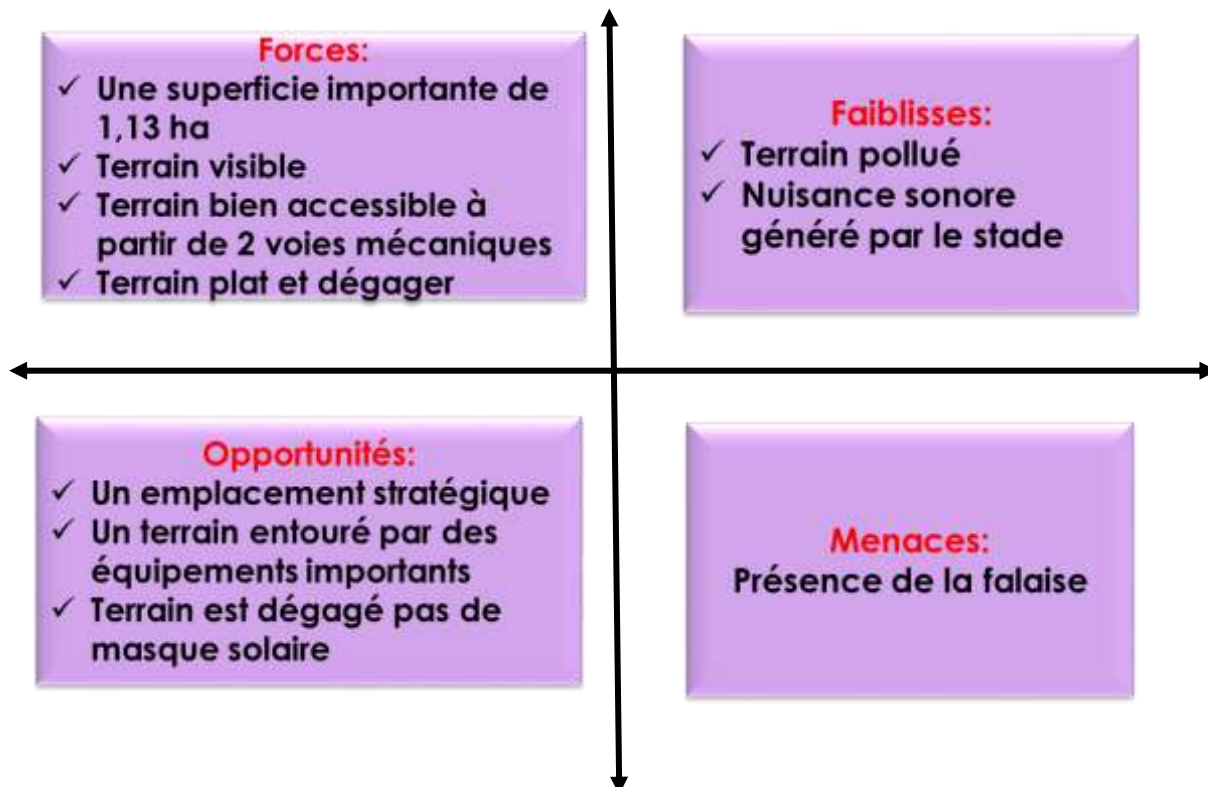 Forces:
✓ Une superficie importante de
1,13 ha
✓ Terrain visible
✓ Terrain bien accessible à
partir de 2 voies mécaniques
✓ Terrain plat et dégager
Faiblisses:
✓ Terrain pollué
✓ Nuisance sonore
généré par le stade
Opportunités:
✓ Un emplacement stratégique
✓ Un terrain entouré par des
équipements importants
✓ Terrain est dégagé pas de
masque solaire
Menaces:
Présence de la falaise